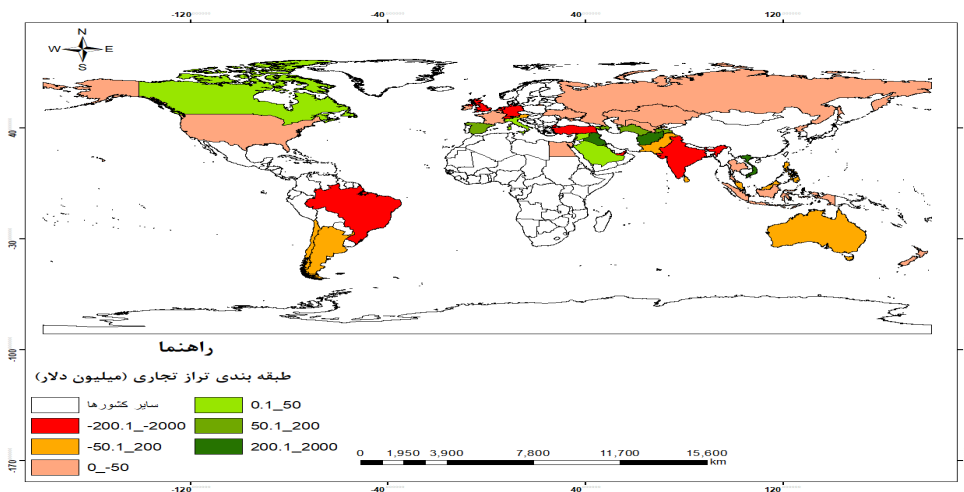 -120 -40 40 120
N
W E
S
40
-30
-100
-170
راهنما
طبقه بندی تراز تجاری (میلیون دلار)
سایر کشورها
-200.1_-2000
-50.1_200
0_-50
0.1_50
50.1_200
200.1_2000
0 1,950 3,900 7,800 11,700 15,600
km
-120 -40 40 120